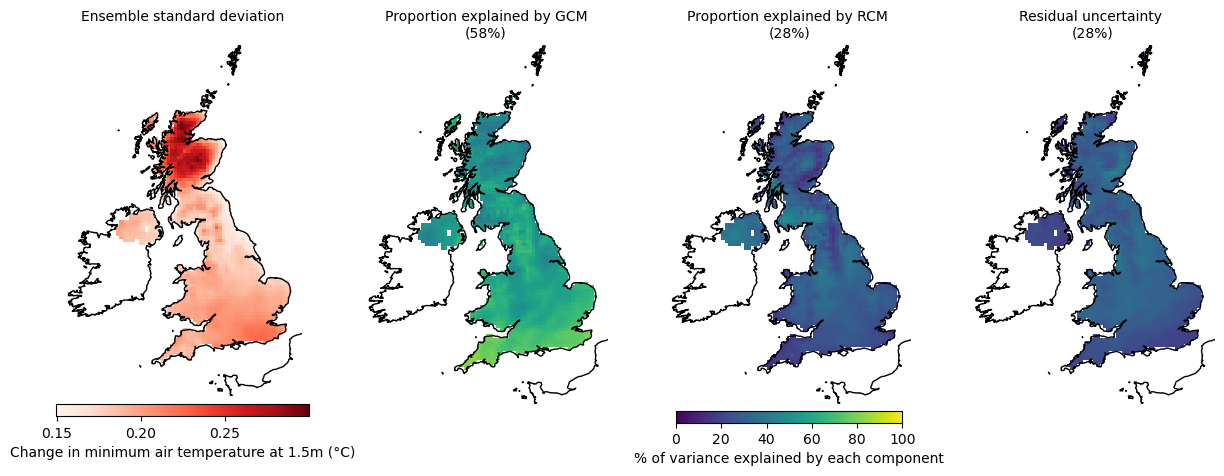 Ensemble standard deviation
Proportion explained by GCM
(58%)
Proportion explained by RCM
(28%)
Residual uncertainty
(28%)
0.15 0.20 0.25
Change in minimum air temperature at 1.5m (°C)
0 20 40 60 80 100
% of variance explained by each component